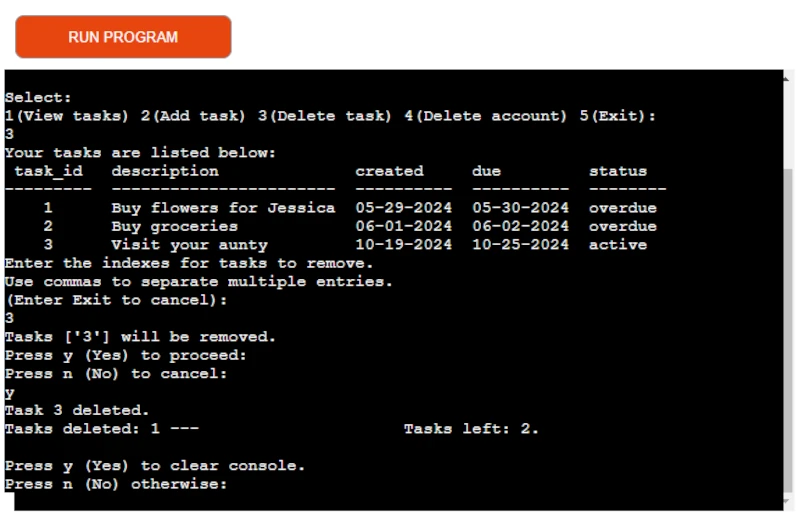 RUN PROGRAM
Select:
1(View tasks) 2(Add task) 3(Delete task) 4(Delete account) 5(Exit):
3
Your tasks are listed below:
task_id description created due status
--------- ----------------------- ---------- ---------- --------
1 Buy flowers for Jessica 05-29-2024 05-30-2024 overdue
2 Buy groceries 06-01-2024 06-02-2024 overdue
3 Visit your aunty 10-19-2024 10-25-2024 active
Enter the indexes for tasks to remove.
Use commas to separate multiple entries.
(Enter Exit to cancel):
3
Tasks ['3'] will be removed.
Press y (Yes) to proceed:
Press n (No) to cancel:
y
Task 3 deleted.
Tasks deleted: 1 --- Tasks left: 2.
Press y (Yes) to clear console.
Press n (No) otherwise: